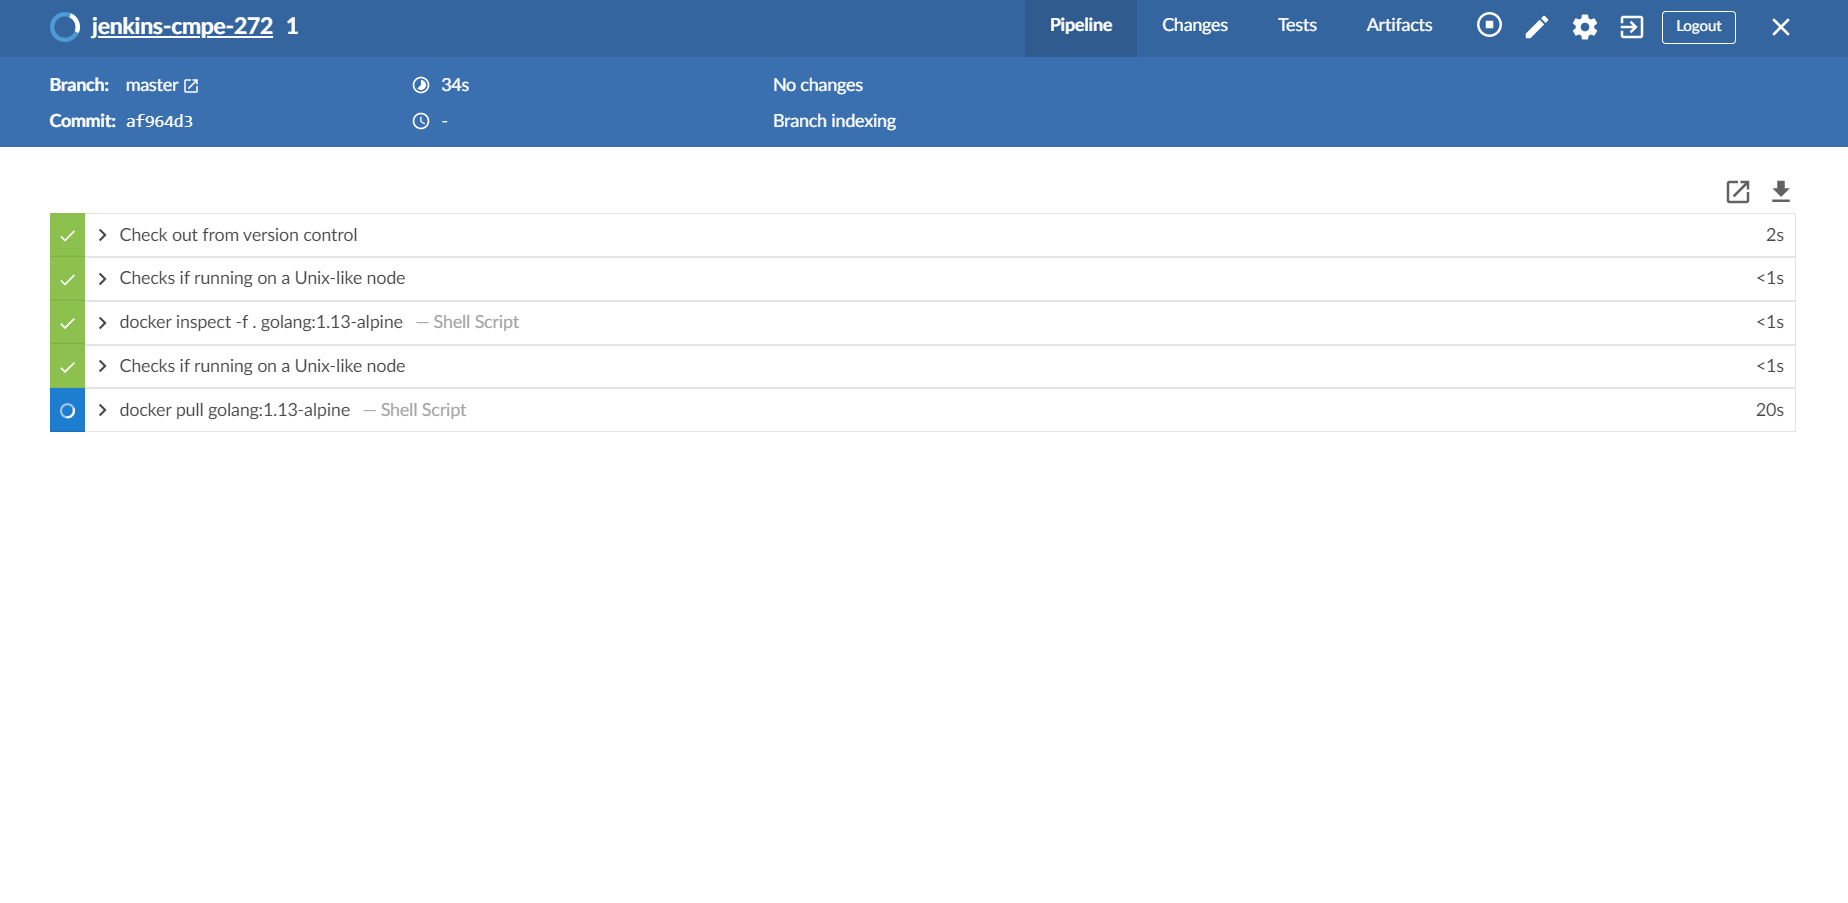 jenkins-cmpe-272 1
Pipeline Changes Tests Artifacts Logout
Branch: master 34s No changes
Commit: af964d3 - Branch indexing
Check out from version control 2s
Checks if running on a Unix-like node <1s
docker inspect -f . golang:1.13-alpine — Shell Script <1s
Checks if running on a Unix-like node <1s
docker pull golang:1.13-alpine — Shell Script 20s